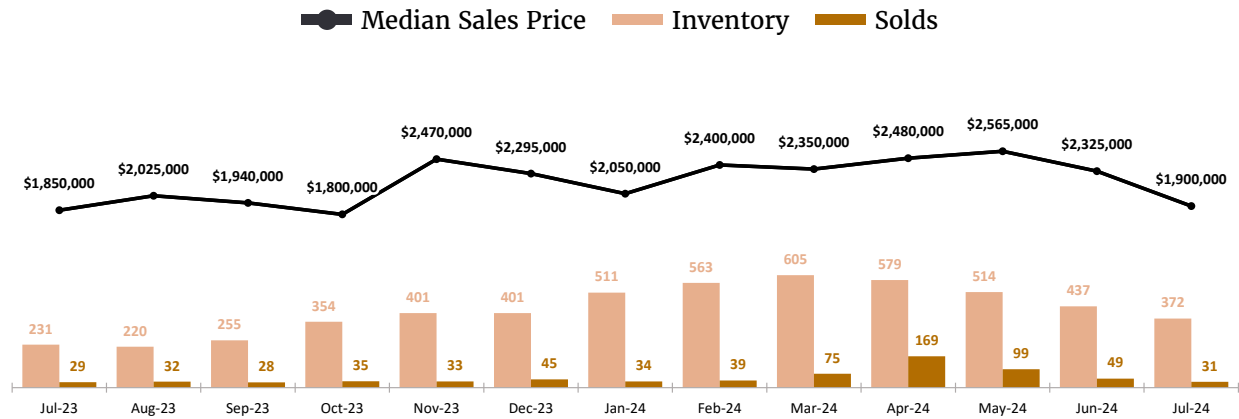 Median Sales Price Inventory Solds
$1,850,000 $2,025,000 $1,940,000 $1,800,000 $2,470,000 $2,295,000 $2,050,000 $2,400,000 $2,350,000 $2,480,000 $2,565,000 $2,325,000 $1,900,000
231 220 255 354 401 401 511 563 605 579 514 437 372
29 32 28 35 33 45 34 39 75 169 99 49 31
Jul-23 Aug-23 Sep-23 Oct-23 Nov-23 Dec-23 Jan-24 Feb-24 Mar-24 Apr-24 May-24 Jun-24 Jul-24